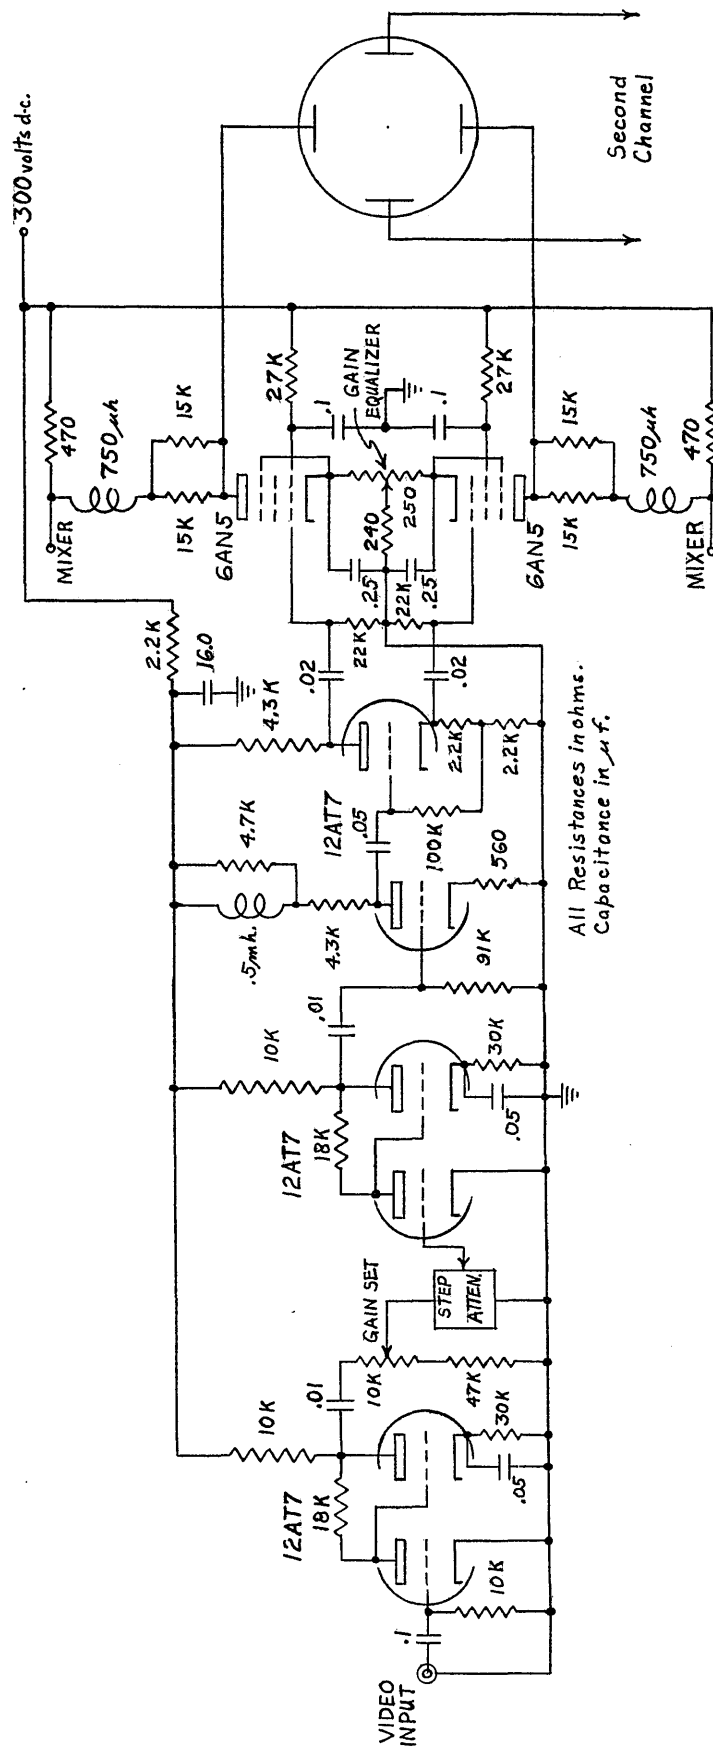 300 volts d-c.
MIXER
470
750 μh
15K
15K
6AN5
27K
.1
GAIN
EQUALIZER
.1
27K
250
240
.25
.25
22K
22K
6AN5
15K
15K
750 μh
470
MIXER
Second
Channel
2.2K
16.0
4.3K
.02
.02
12AT7
2.2K
2.2K
4.7K
.5mh.
4.3K
.05
100K
560
10K
.01
91K
12AT7
18K
30K
.05
GAIN SET
STEP
ATTEN.
10K
.01
10K
47K
12AT7
18K
30K
.05
10K
.1
VIDEO
INPUT
All Resistances in ohms.
Capacitance in μf.